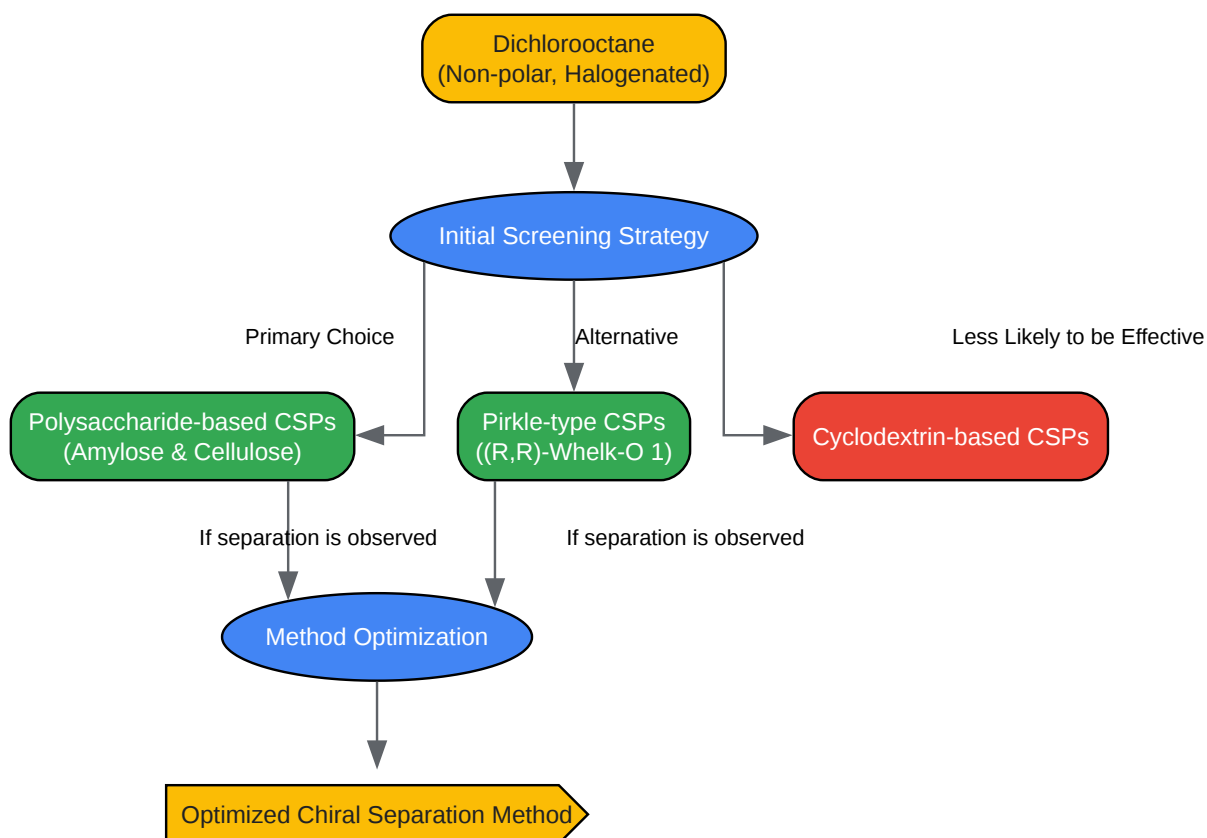 Dichlorooctane
(Non-polar, Halogenated)
Initial Screening Strategy
Primary Choice
Alternative
Less Likely to be Effective
Polysaccharide-based CSPs
(Amylose & Cellulose)
Pirkle-type CSPs
((R,R)-Whelk-O 1)
Cyclodextrin-based CSPs
If separation is observed
If separation is observed
Method Optimization
Optimized Chiral Separation Method